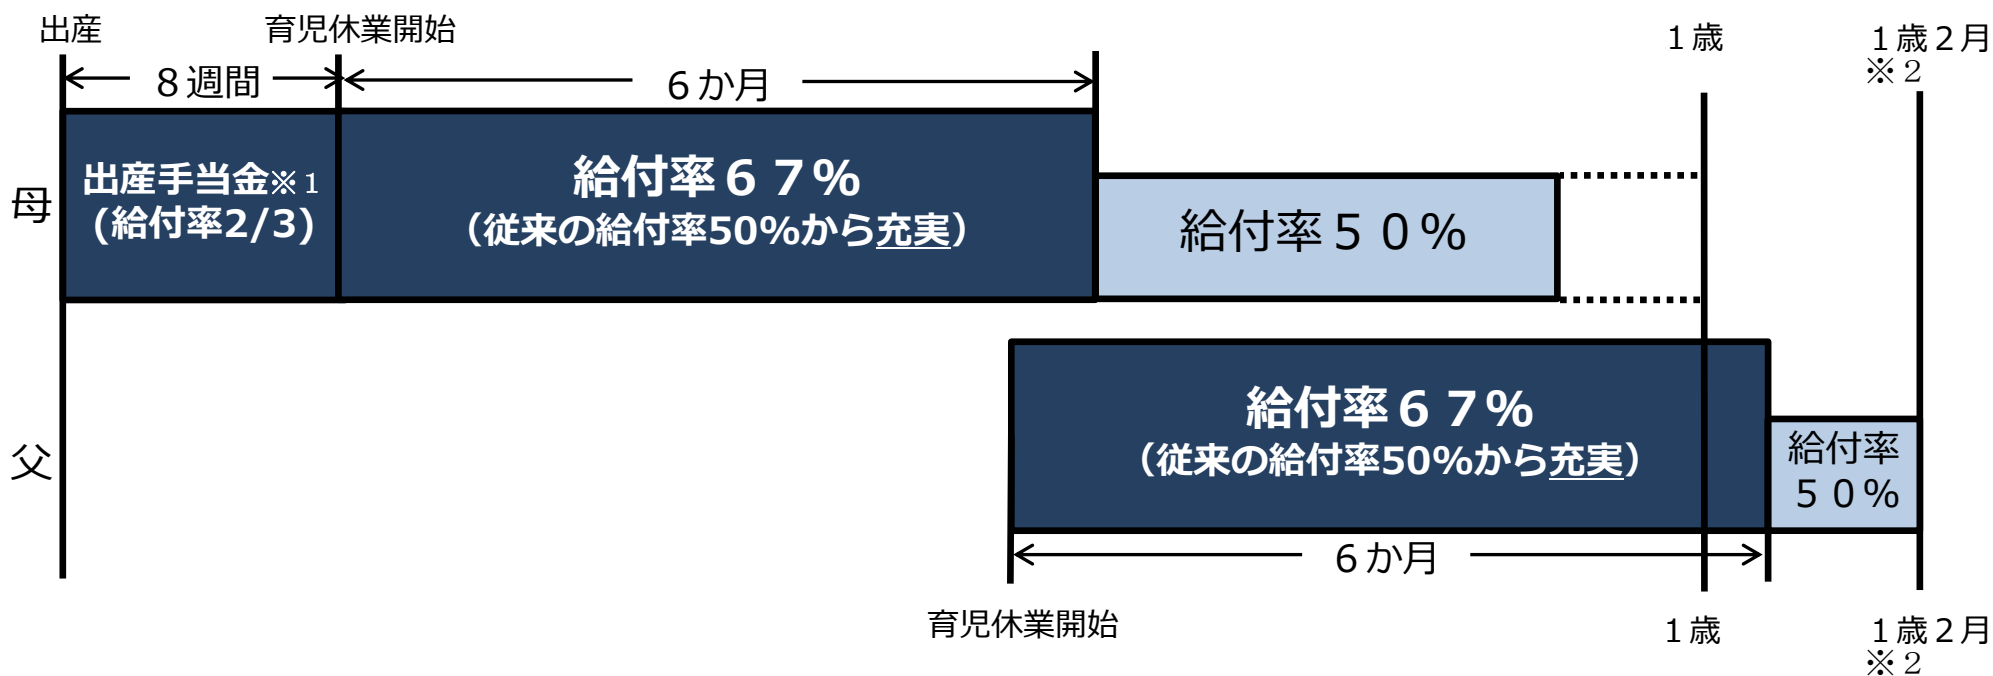 出産
育児休業開始
１歳
１歳２月
※２
８週間
６か月
母
出産手当金※１
(給付率2/3)
給付率６７%
（従来の給付率50%から充実）
給付率５０%
父
給付率６７%
（従来の給付率50%から充実）
給付率
５０%
６か月
育児休業開始
１歳
１歳２月
※２